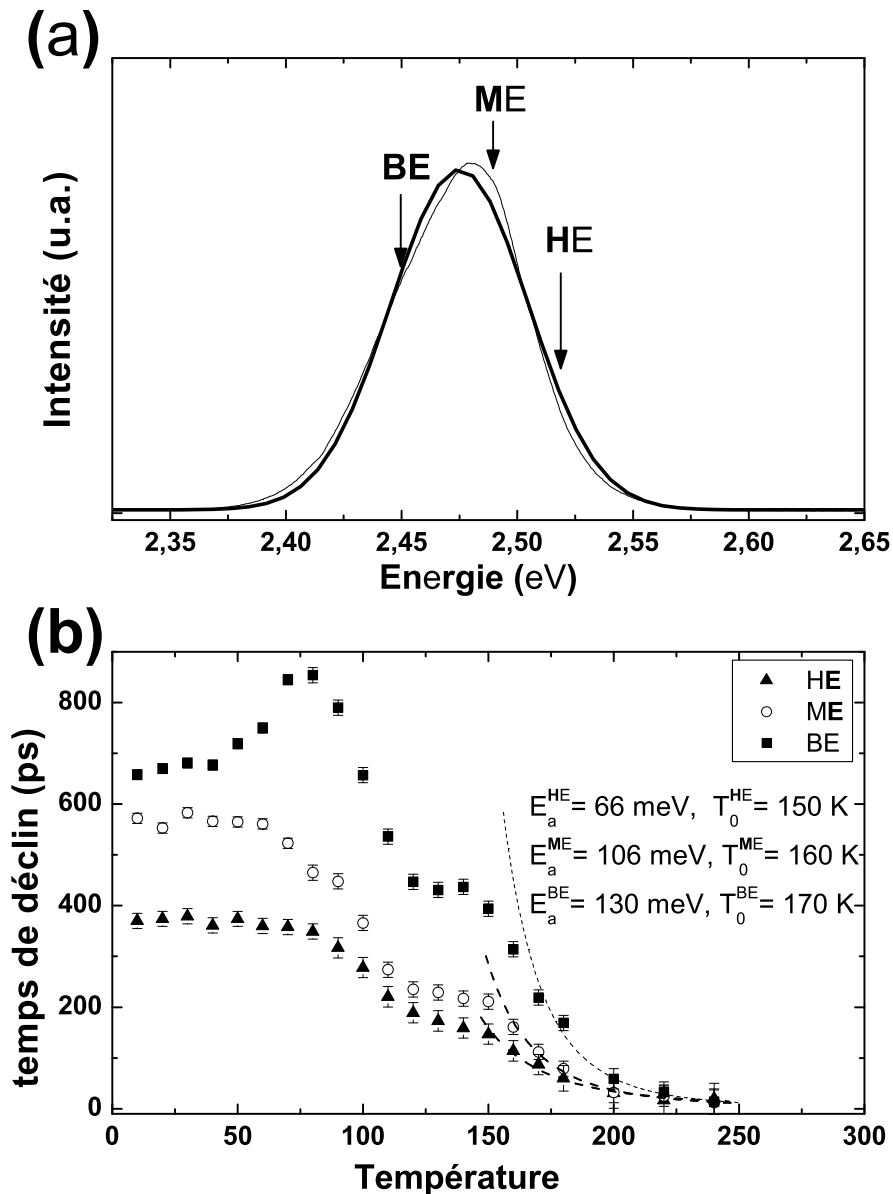 (a)
ME
BE
HE
Intensité (u.a.)
2,35 2,40 2,45 2,50 2,55 2,60 2,65
Energie (eV)
(b)
800
600
400
200
0
temps de déclin (ps)
HE
ME
BE
E_a^HE = 66 meV, T_0^HE = 150 K
E_a^ME = 106 meV, T_0^ME = 160 K
E_a^BE = 130 meV, T_0^BE = 170 K
0 50 100 150 200 250 300
Température